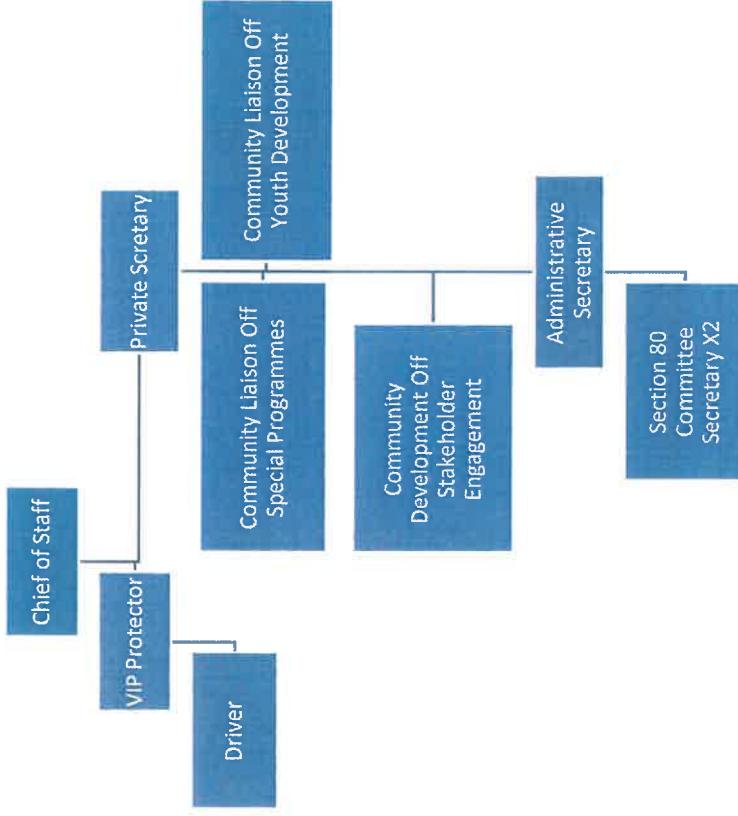 Chief of Staff
VIP Protector
Private Scretary
Driver
Community Liaison Off
Special Programmes
Community Liaison Off
Youth Development
Community
Development Off
Stakeholder
Engagement
Administrative
Secretary
Section 80
Committee
Secretary X2